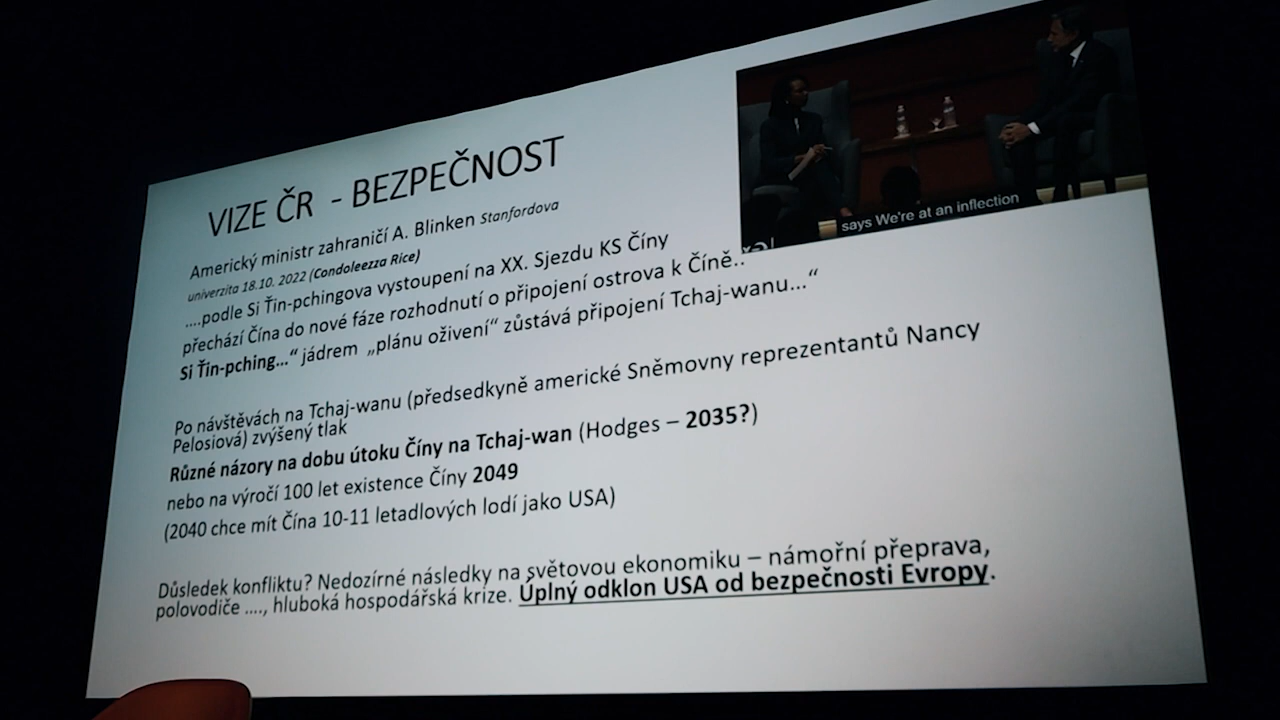 VIZE ČR - BEZPEČNOST
Americký ministr zahraničí A. Blinken Stanfordova
univerzita 18.10. 2022 (Condoleezza Rice)
....podle Si Ťin-pchingova vystoupení na XX. Sjezdu KS Číny
přechází Čína do nové fáze rozhodnutí o připojení ostrova k Číně..
Si Ťin-pching...“ jádrem „plánu oživení“ zůstává připojení Tchaj-wanu...“
says We're at an inflection
Po návštěvách na Tchaj-wanu (předsedkyně americké Sněmovny reprezentantů Nancy
Pelosiová) zvýšený tlak
Různé názory na dobu útoku Číny na Tchaj-wan (Hodges – 2035?)
nebo na výročí 100 let existence Číny 2049
(2040 chce mít Čína 10-11 letadlových lodí jako USA)
Důsledek konfliktu? Nedozírné následky na světovou ekonomiku – námořní přeprava,
polovodiče ...., hluboká hospodářská krize. Úplný odklon USA od bezpečnosti Evropy.